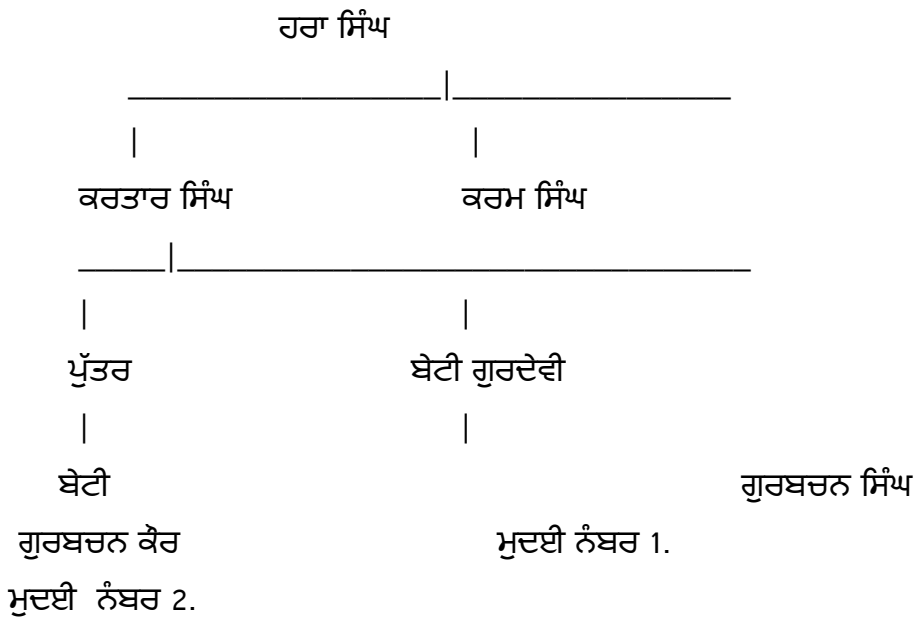 ਹਰਾ ਸਿੰਘ
ਕਰਤਾਰ ਸਿੰਘ ਕਰਮ ਸਿੰਘ
ਪੁੱਤਰ ਬੇਟੀ ਗੁਰਦੇਵੀ
ਬੇਟੀ ਗੁਰਬਚਨ ਸਿੰਘ
ਗੁਰਬਚਨ ਕੌਰ ਮੁਦਈ ਨੰਬਰ 1.
ਮੁਦਈ ਨੰਬਰ 2.